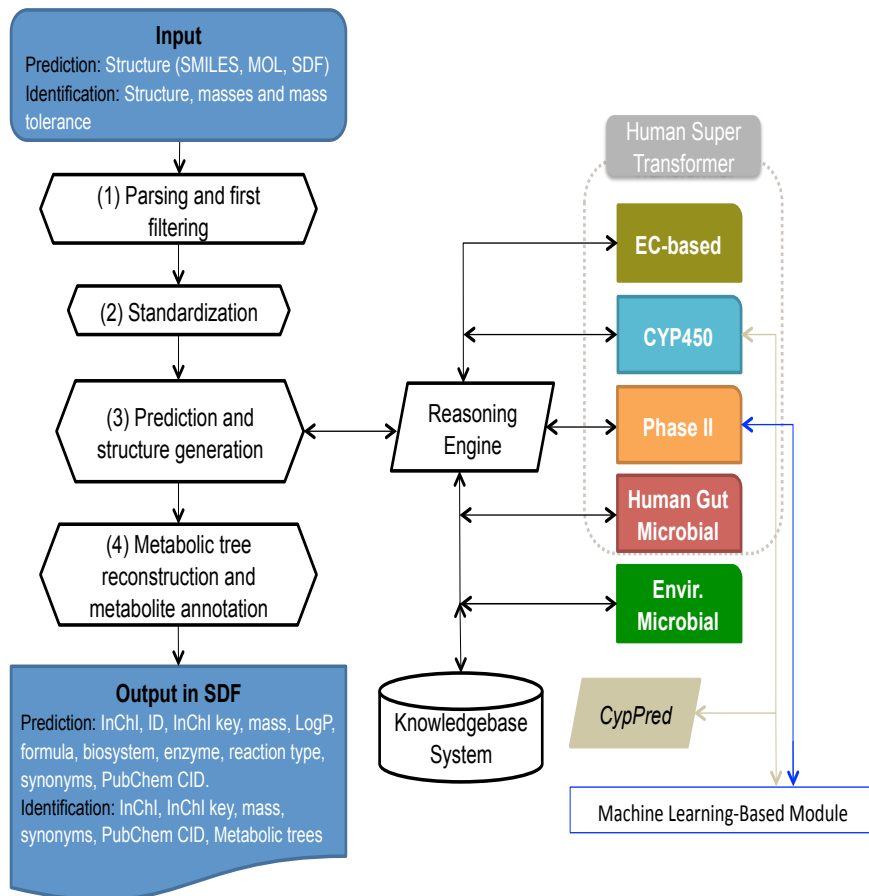 Input
Prediction: Structure (SMILES, MOL, SDF)
Identification: Structure, masses and mass
tolerance
(1) Parsing and first
filtering
(2) Standardization
(3) Prediction and
structure generation
(4) Metabolic tree
reconstruction and
metabolite annotation
Output in SDF
Prediction: InChI, ID, InChI key, mass, LogP,
formula, biosystem, enzyme, reaction type,
synonyms, PubChem CID.
Identification: InChI, InChI key, mass,
synonyms, PubChem CID, Metabolic trees
Reasoning
Engine
Knowledgebase
System
Human Super
Transformer
EC-based
CYP450
Phase II
Human Gut
Microbial
Envir.
Microbial
CypPred
Machine Learning-Based Module